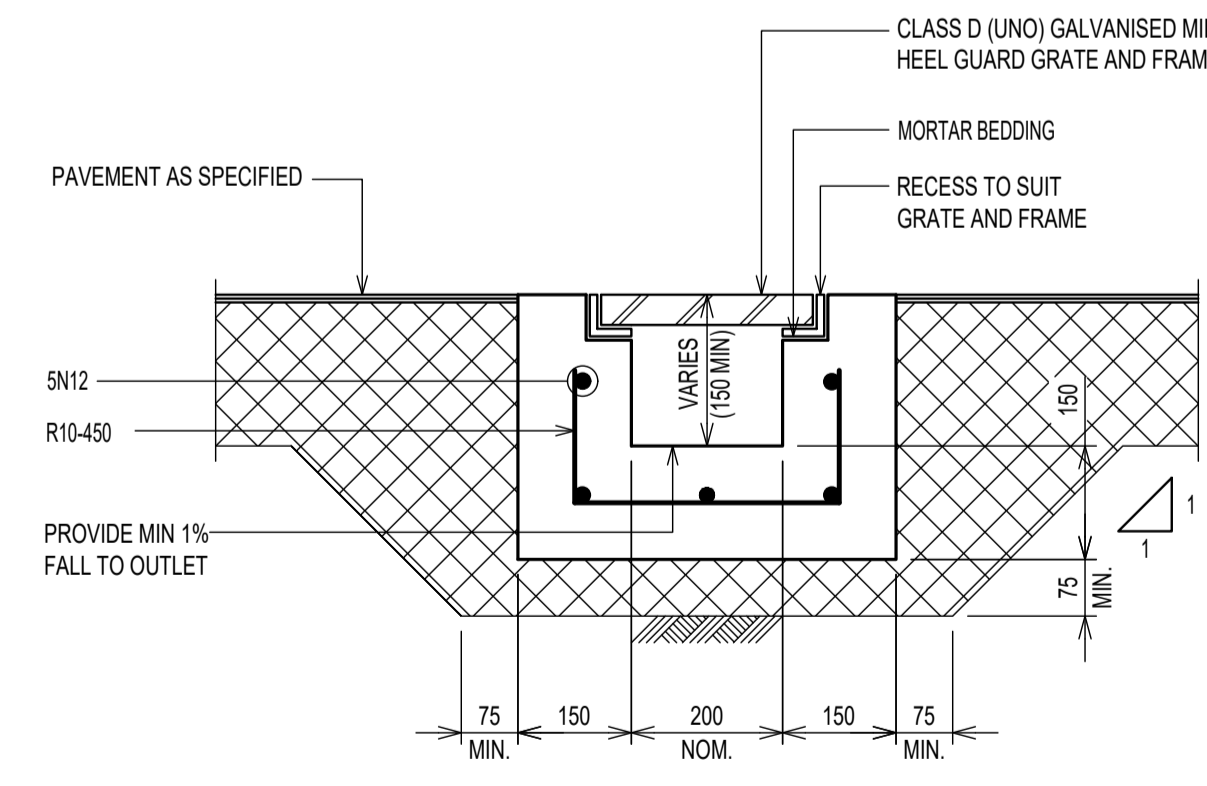 CLASS D (UNO) GALVANISED
HEEL GUARD GRATE AND
MORTAR BEDDING
PAVEMENT AS SPECIFIED
RECESS TO SUIT
GRATE AND FRAME
5N12
R10-450
VARIES
(150 MIN)
150
1
1
PROVIDE MIN 1%
FALL TO OUTLET
75
MIN.
75
MIN.
150
200
NOM.
150
75
MIN.